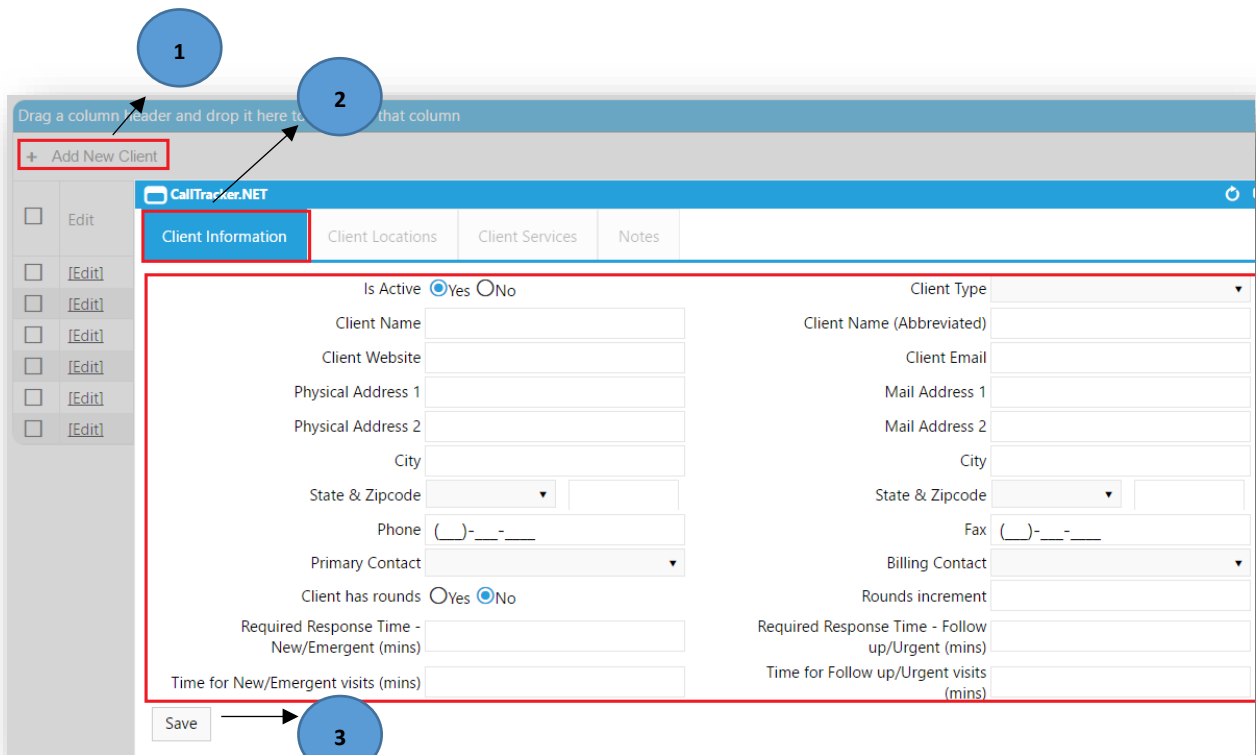 1
2
Drag a column header and drop it here to that column
+ Add New Client
CallTracker.NET
Edit
Client Information Client Locations Client Services Notes
[Edit]
[Edit]
[Edit]
[Edit]
[Edit]
[Edit]
Is Active Yes No Client Type
Client Name Client Name (Abbreviated)
Client Website Client Email
Physical Address 1 Mail Address 1
Physical Address 2 Mail Address 2
City City
State & Zipcode State & Zipcode
Phone (___)-___-____ Fax (___)-___-____
Primary Contact Billing Contact
Client has rounds Yes No Rounds increment
Required Response Time - Required Response Time - Follow
New/Emergent (mins) up/Urgent (mins)
Time for New/Emergent visits (mins) Time for Follow up/Urgent visits
(mins)
Save
3